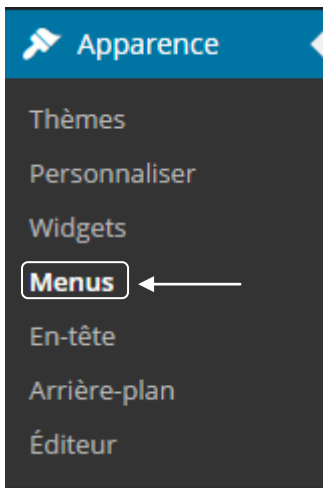 Apparence
Thèmes
Personnaliser
Widgets
Menus
En-tête
Arrière-plan
Éditeur